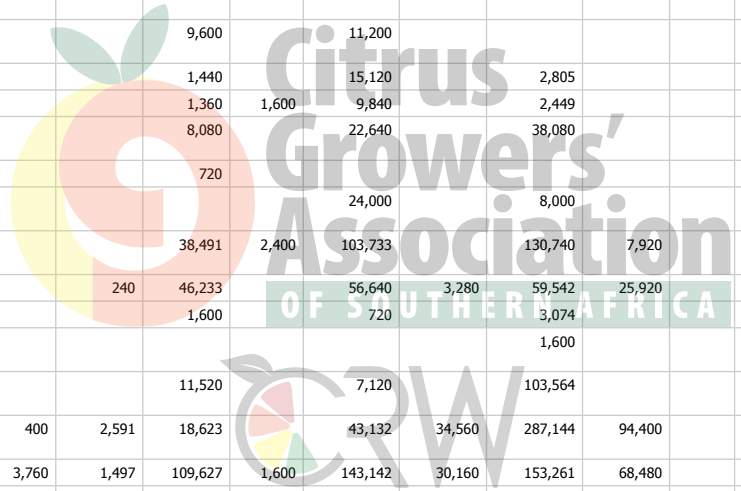 9,600 11,200
1,440 15,120 2,805
1,360 1,600 9,840 2,449
8,080 22,640 38,080
720
24,000 8,000
38,491 2,400 103,733 130,740 7,920
240 46,233 56,640 3,280 59,542 25,920
1,600 720 3,074
1,600
11,520 7,120 103,564
400 2,591 18,623 43,132 34,560 287,144 94,400
3,760 1,497 109,627 1,600 143,142 30,160 153,261 68,480
Citrus
Growers'
Association
OF SOUTHERN AFRICA
CRW